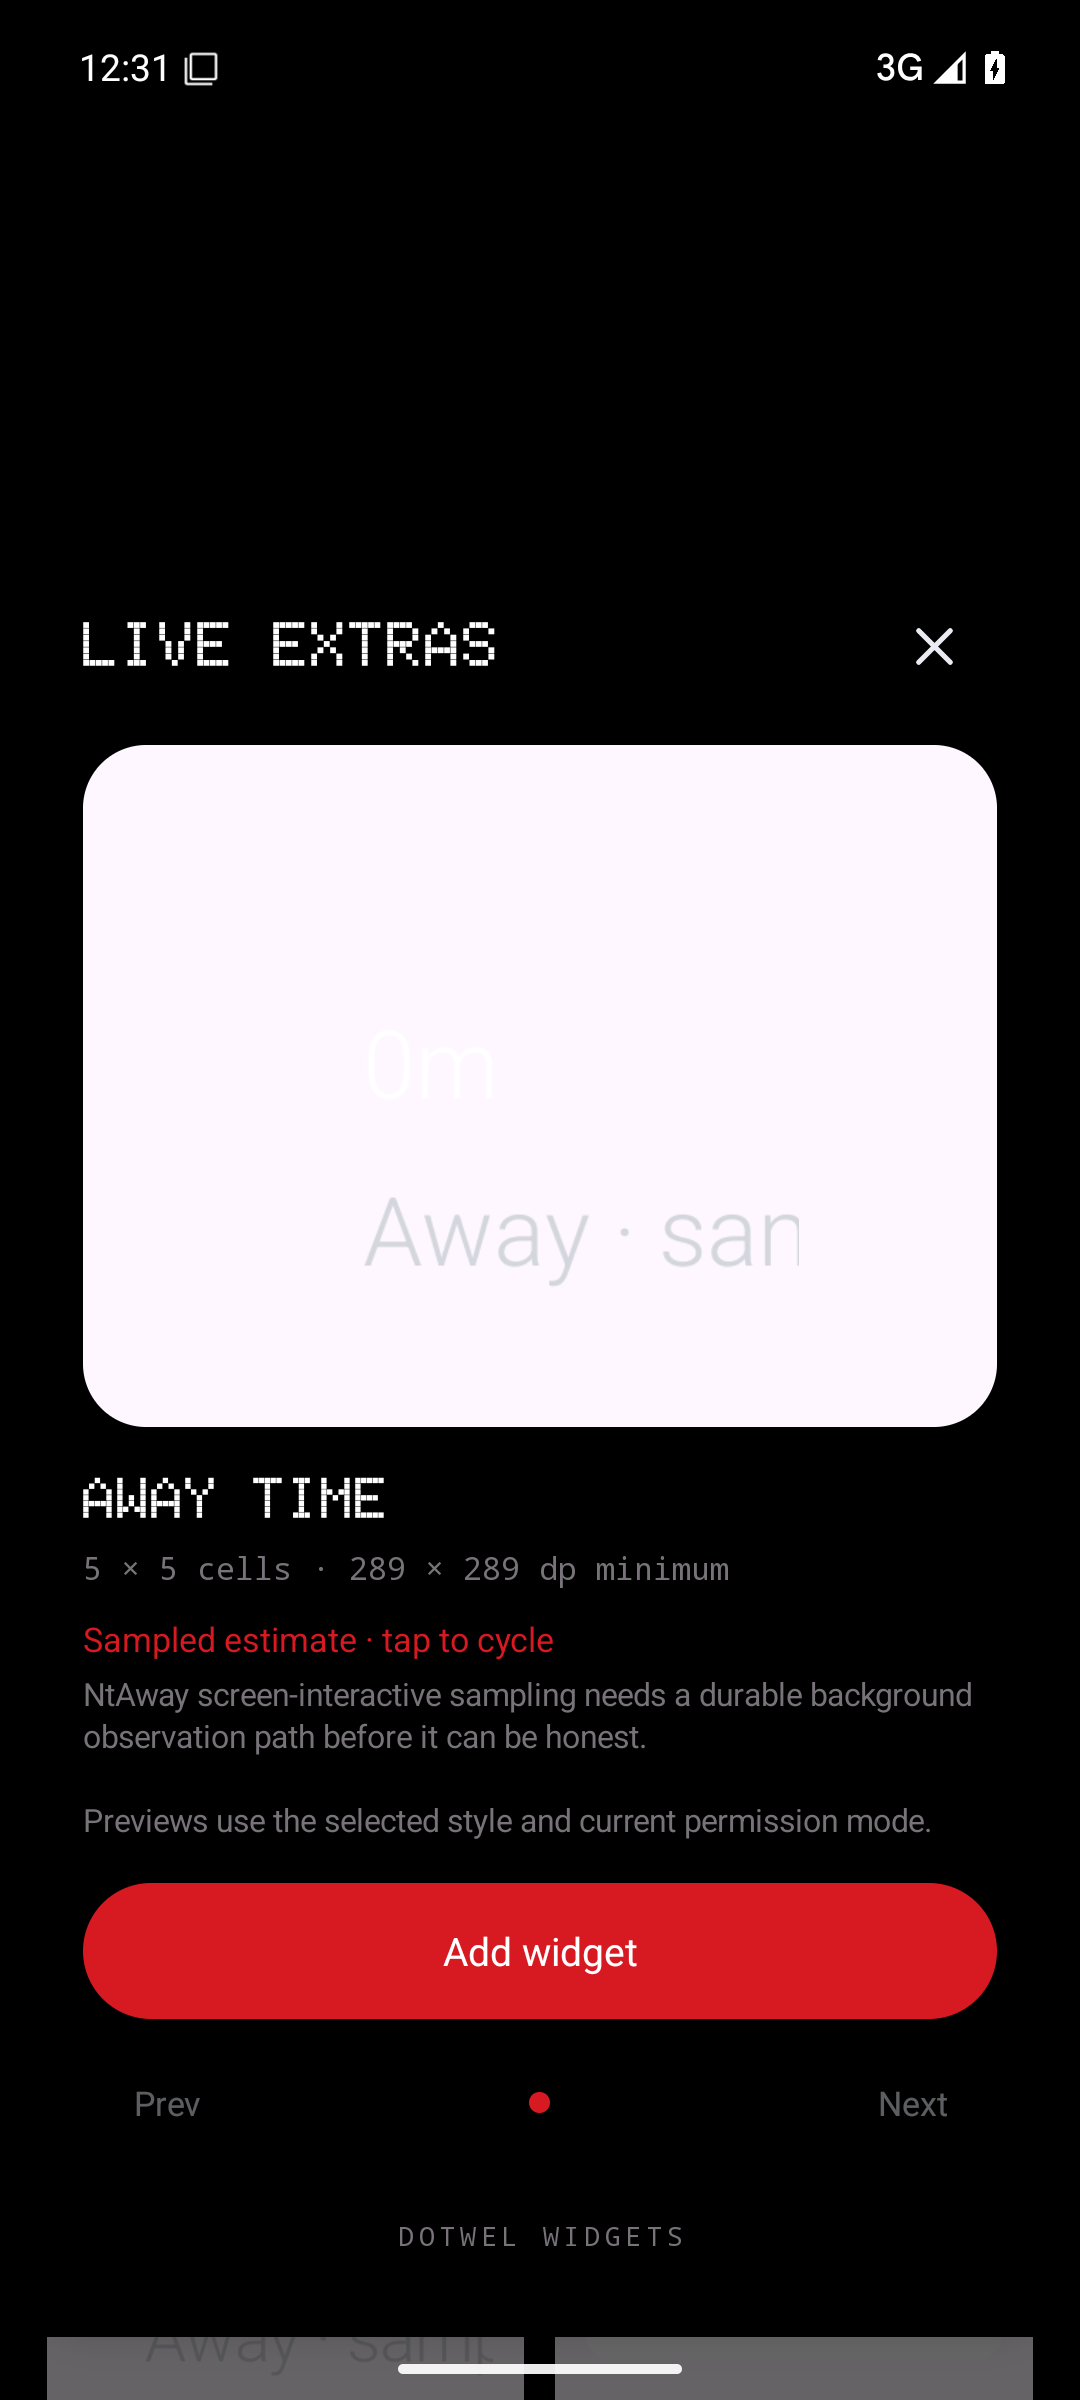 12:31
3G
LIVE EXTRAS
0m
Away · san
AWAY TIME
5 × 5 cells · 289 × 289 dp minimum
Sampled estimate · tap to cycle
NtAway screen-interactive sampling needs a durable background
observation path before it can be honest.
Previews use the selected style and current permission mode.
Add widget
Prev
Next
DOTWEL WIDGETS
Away · samp